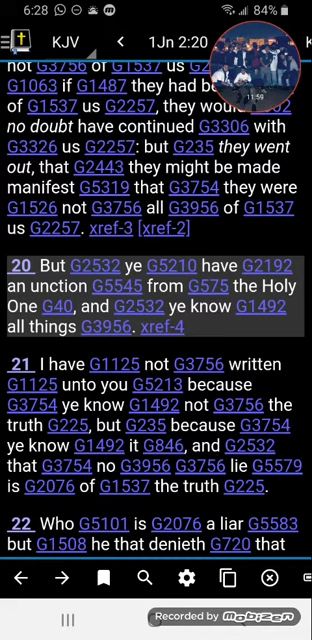 6:28 84%
KJV 1Jn 2:20
not G3756 of G1537 us
G1063 if G1487 they had be
of G1537 us G2257, they wou
no doubt have continued G3306 with
G3326 us G2257: but G235 they went
out, that G2443 they might be made
manifest G5319 that G3754 they were
G1526 not G3756 all G3956 of G1537
us G2257. xref-3 [xref-2]
20 But G2532 ye G5210 have G2192
an unction G5545 from G575 the Holy
One G40, and G2532 ye know G1492
all things G3956. xref-4
21 I have G1125 not G3756 written
G1125 unto you G5213 because
G3754 ye know G1492 not G3756 the
truth G225, but G235 because G3754
ye know G1492 it G846, and G2532
that G3754 no G3956 G3756 lie G5579
is G2076 of G1537 the truth G225.
22 Who G5101 is G2076 a liar G5583
but G1508 he that denieth G720 that
11:59
Recorded by Mobizen